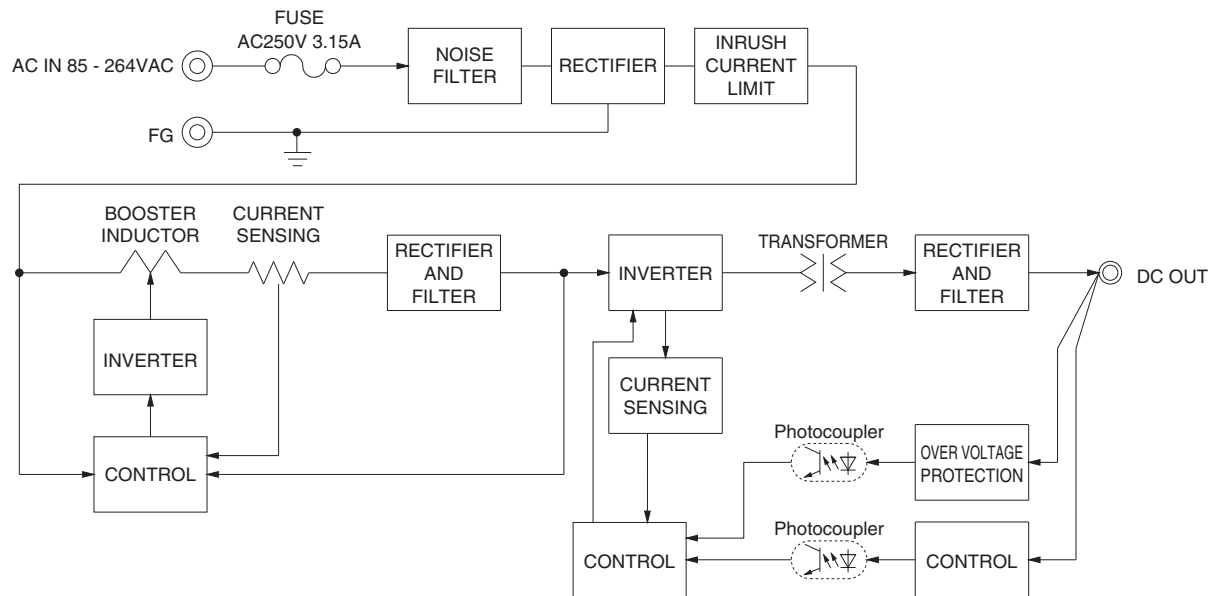 FUSE
AC250V 3.15A
AC IN 85 - 264VAC
NOISE
FILTER
RECTIFIER
INRUSH
CURRENT
LIMIT
FG
BOOSTER
INDUCTOR
CURRENT
SENSING
RECTIFIER
AND
FILTER
INVERTER
TRANSFORMER
RECTIFIER
AND
FILTER
DC OUT
INVERTER
CURRENT
SENSING
CONTROL
Photocoupler
OVER VOLTAGE
PROTECTION
Photocoupler
CONTROL
CONTROL